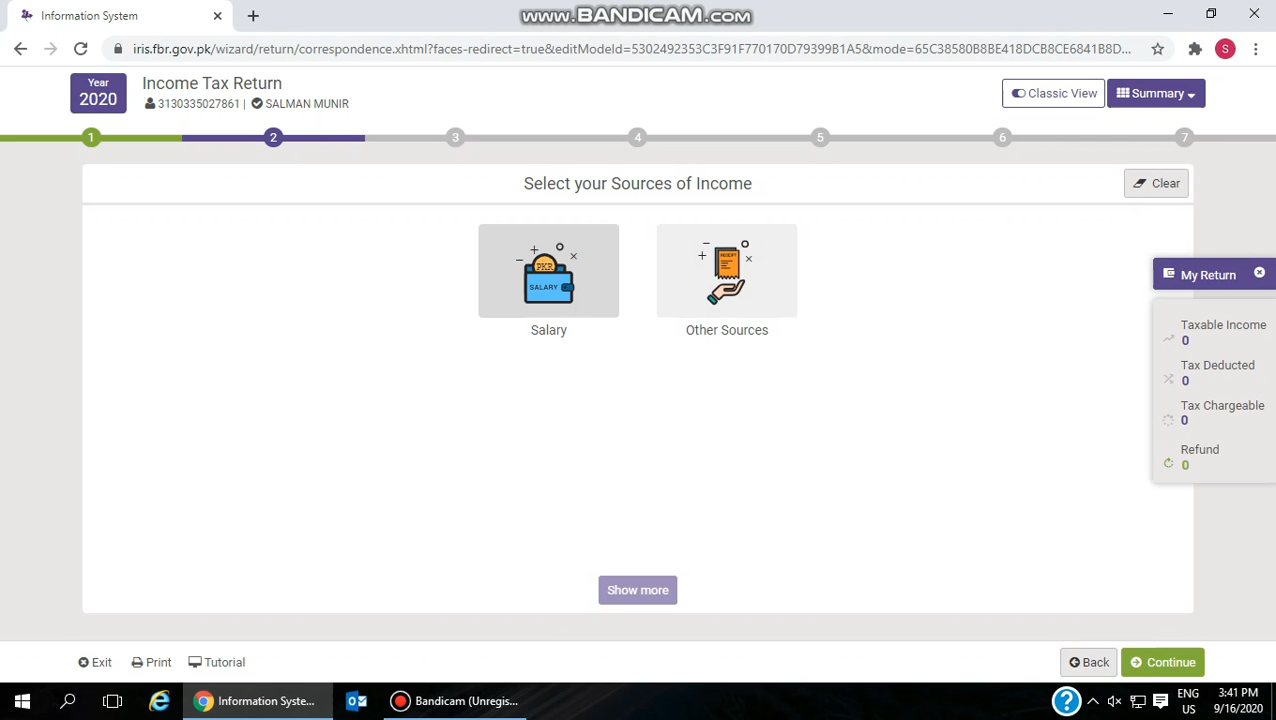 Information System
WWW.BANDICAM.COM
iris.fbr.gov.pk/wizard/return/correspondence.xhtml?faces-redirect=true&editModeId=5302492353C3F91F770170D79399B1A5&mode=65C38580B8BE418DCB8CE6841B8D...
S
Year
2020
Income Tax Return
3130335027861 | SALMAN MUNIR
Classic View
Summary
1 2 3 4 5 6 7
Select your Sources of Income
Clear
PKR
SALARY
RECEIPT
Salary
Other Sources
My Return
Taxable Income
0
Tax Deducted
0
Tax Chargeable
0
Refund
0
Show more
Exit
Print
Tutorial
Back
Continue
Information Syste...
Bandicam (Unregis...
ENG
US
3:41 PM
9/16/2020